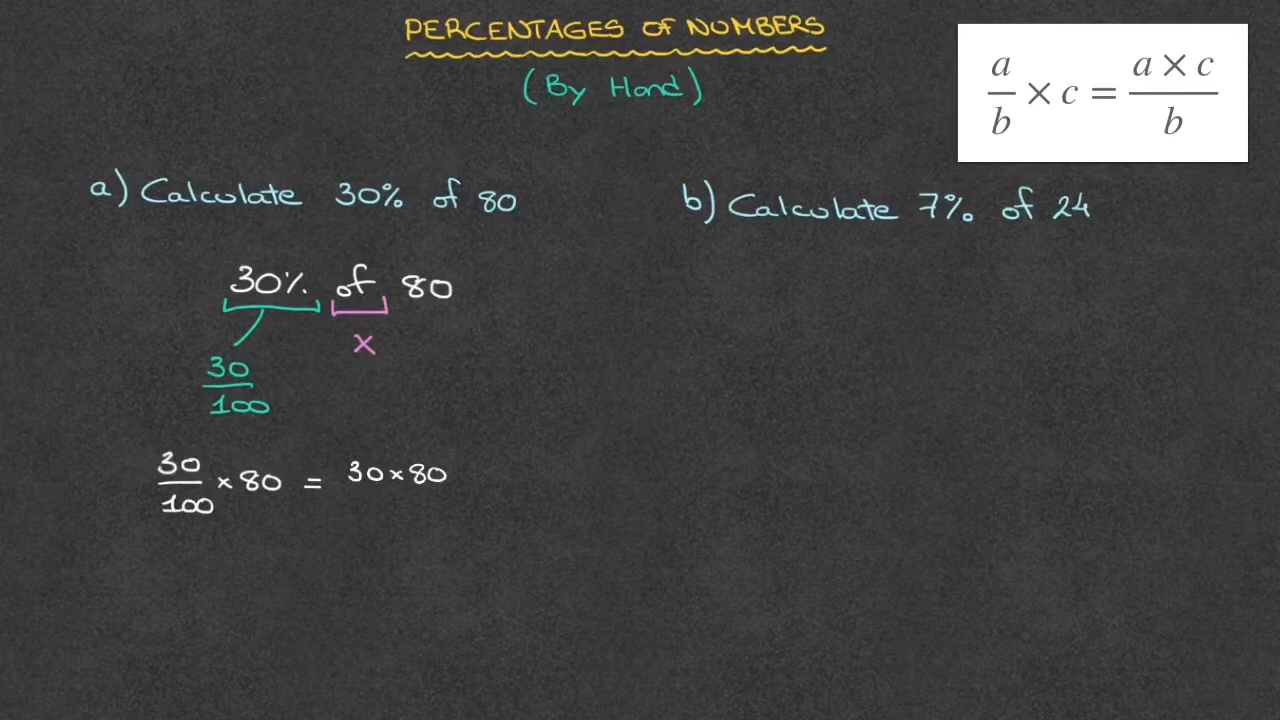 PERCENTAGES OF NUMBERS
(By Hand)
a/b × c = a × c / b
a) Calculate 30% of 80
30% of 80
×
30/100
30/100 × 80 = 30 × 80
b) Calculate 7% of 24